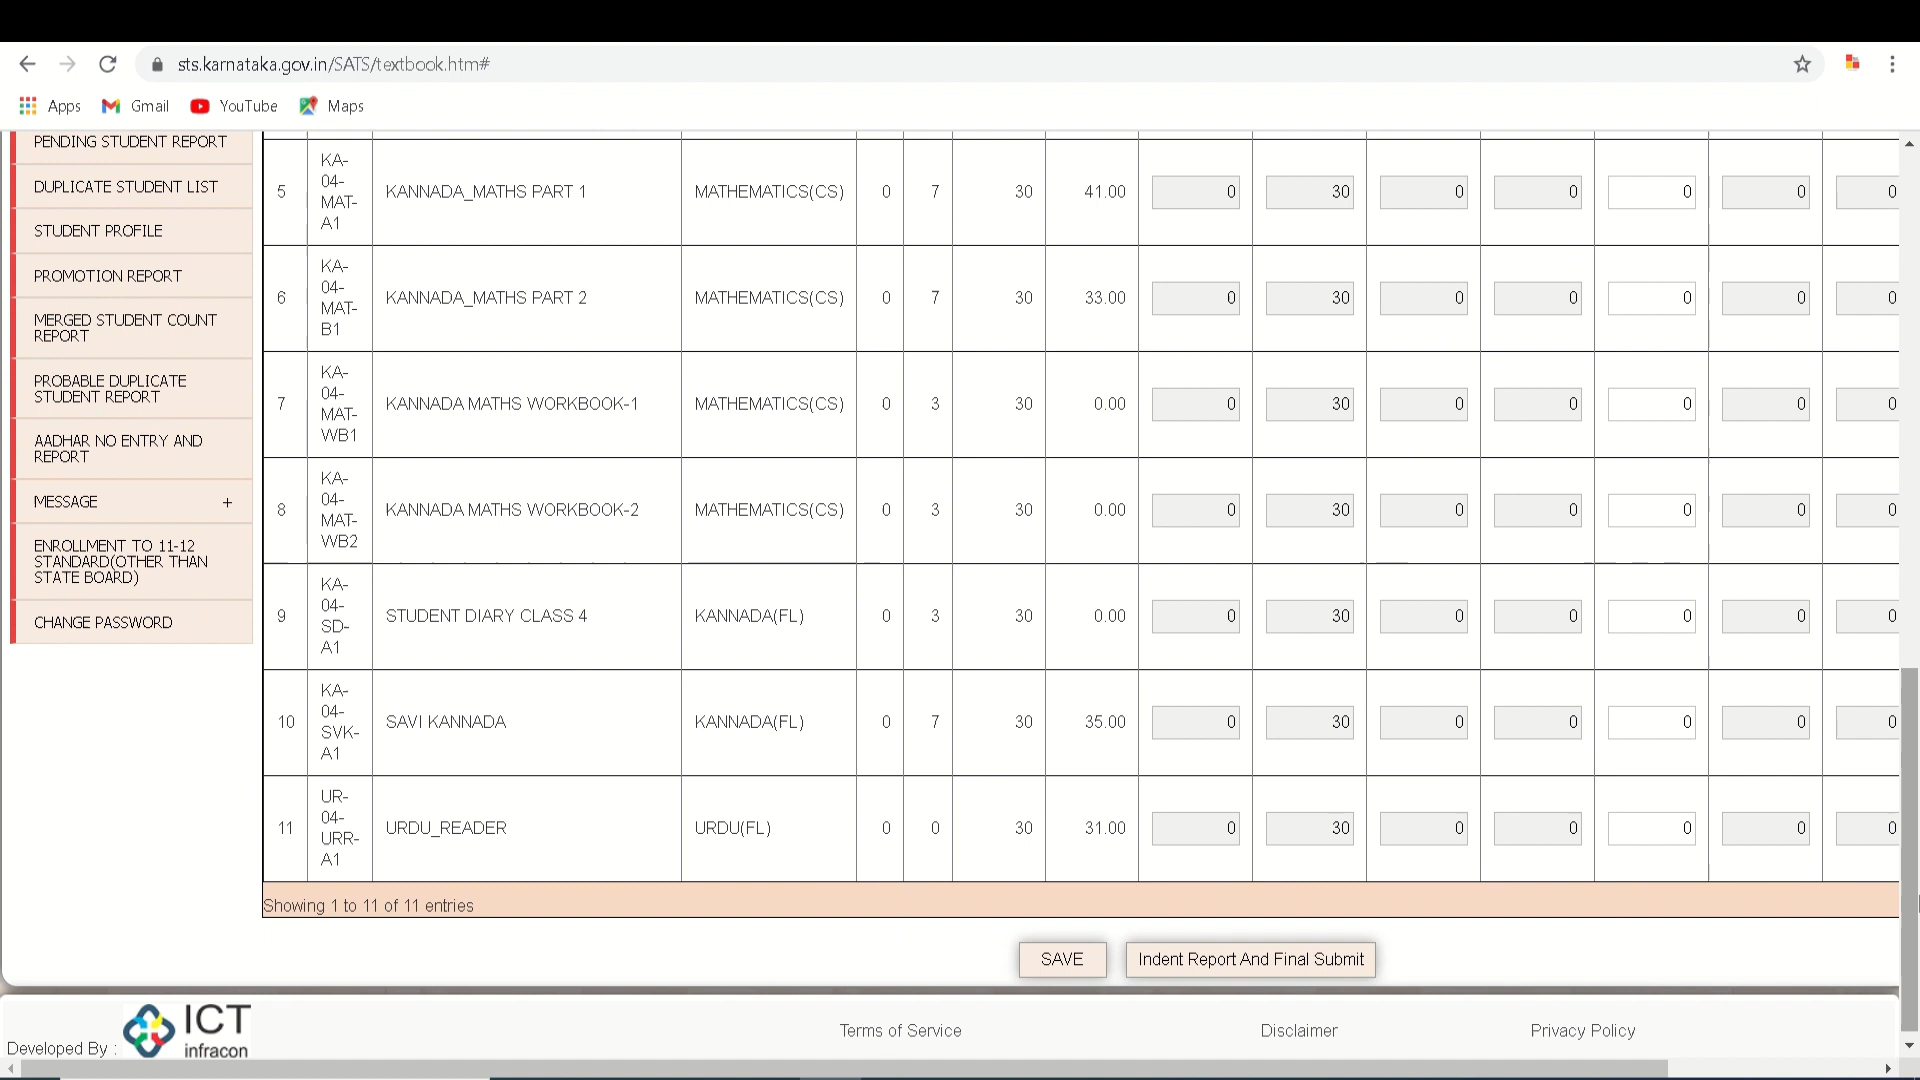 sts.karnataka.gov.in/SATS/textbook.htm#
Apps Gmail YouTube Maps
PENDING STUDENT REPORT
DUPLICATE STUDENT LIST
STUDENT PROFILE
PROMOTION REPORT
MERGED STUDENT COUNT
REPORT
PROBABLE DUPLICATE
STUDENT REPORT
AADHAR NO ENTRY AND
REPORT
MESSAGE +
ENROLLMENT TO 11-12
STANDARD(OTHER THAN
STATE BOARD)
CHANGE PASSWORD
KA-
04-
MAT-
A1
5 KANNADA_MATHS PART 1 MATHEMATICS(CS) 0 7 30 41.00 0 30 0 0 0 0 0
KA-
04-
MAT-
B1
6 KANNADA_MATHS PART 2 MATHEMATICS(CS) 0 7 30 33.00 0 30 0 0 0 0 0
KA-
04-
MAT-
WB1
7 KANNADA MATHS WORKBOOK-1 MATHEMATICS(CS) 0 3 30 0.00 0 30 0 0 0 0 0
KA-
04-
MAT-
WB2
8 KANNADA MATHS WORKBOOK-2 MATHEMATICS(CS) 0 3 30 0.00 0 30 0 0 0 0 0
KA-
04-
SD-
A1
9 STUDENT DIARY CLASS 4 KANNADA(FL) 0 3 30 0.00 0 30 0 0 0 0 0
KA-
04-
SVK-
A1
10 SAVI KANNADA KANNADA(FL) 0 7 30 35.00 0 30 0 0 0 0 0
UR-
04-
URR-
A1
11 URDU_READER URDU(FL) 0 0 30 31.00 0 30 0 0 0 0 0
Showing 1 to 11 of 11 entries
SAVE Indent Report And Final Submit
Developed By : ICT
infracon
Terms of Service Disclaimer Privacy Policy